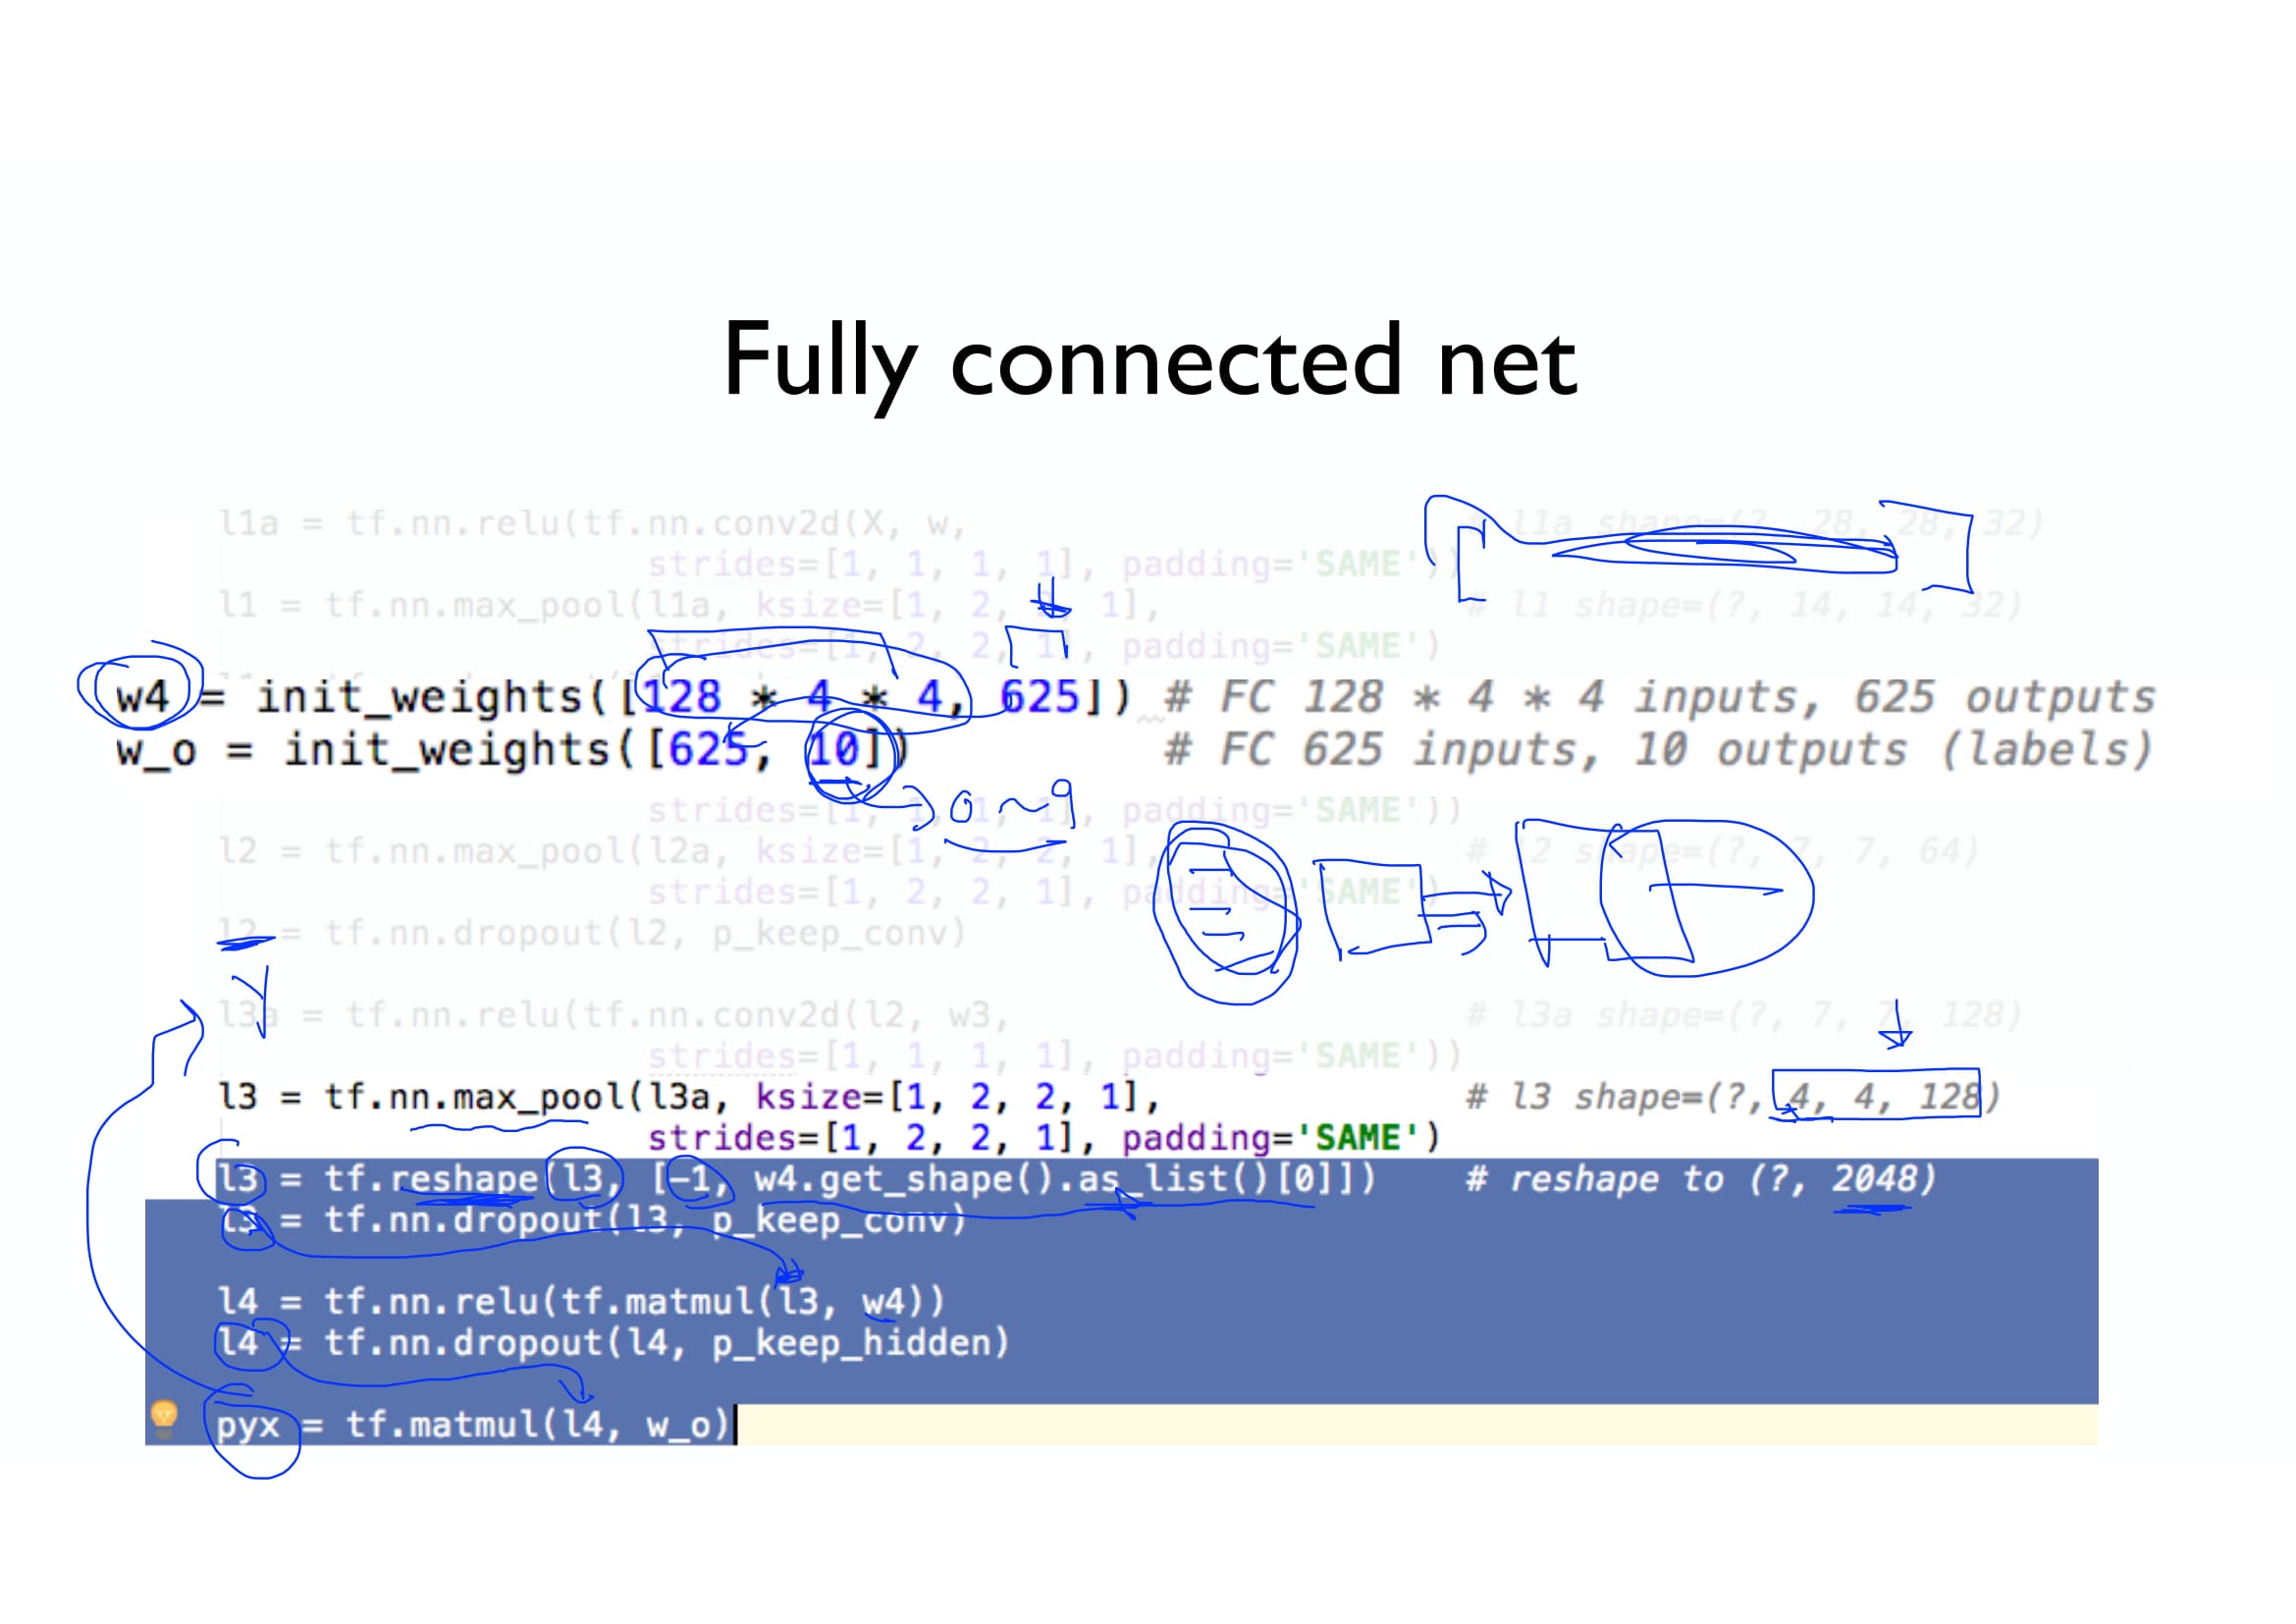 Fully connected net
l1a = tf.nn.relu(tf.nn.conv2d(X, w, # l1a shape=(?, 28, 28, 32)
strides=[1, 1, 1, 1], padding='SAME'))
l1 = tf.nn.max_pool(l1a, ksize=[1, 2, 2, 1], # l1 shape=(?, 14, 14, 32)
strides=[1, 2, 2, 1], padding='SAME')
w4 = init_weights([128 * 4 * 4, 625]) # FC 128 * 4 * 4 inputs, 625 outputs
w_o = init_weights([625, 10]) # FC 625 inputs, 10 outputs (labels)
0~9
strides=[1, 1, 1, 1], padding='SAME'))
l2 = tf.nn.max_pool(l2a, ksize=[1, 2, 2, 1], # l2 shape=(?, 7, 7, 64)
strides=[1, 2, 2, 1], padding='SAME')
l2 = tf.nn.dropout(l2, p_keep_conv)
Y
l3a = tf.nn.relu(tf.nn.conv2d(l2, w3, # l3a shape=(?, 7, 7, 128)
strides=[1, 1, 1, 1], padding='SAME'))
l3 = tf.nn.max_pool(l3a, ksize=[1, 2, 2, 1], # l3 shape=(?, 4, 4, 128)
strides=[1, 2, 2, 1], padding='SAME')
l3 = tf.reshape(l3, [-1, w4.get_shape().as_list()[0]]) # reshape to (?, 2048)
l3 = tf.nn.dropout(l3, p_keep_conv)
l4 = tf.nn.relu(tf.matmul(l3, w4))
l4 = tf.nn.dropout(l4, p_keep_hidden)
pyx = tf.matmul(l4, w_o)